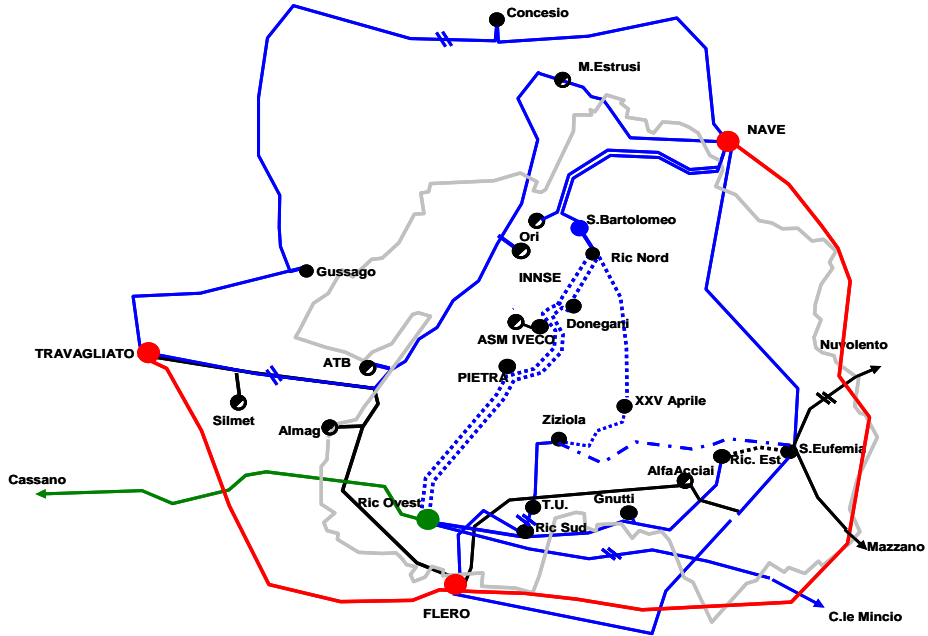 Concesio
M.Estrusi
NAVE
S.Bartolomeo
Ori
Ric Nord
Gussago
INNSE
Donegani
ASM IVECO
TRAVAGLIATO
ATB
Nuvolento
PIETRA
XXV Aprile
Silmet
Ziziola
Almag
S.Eufemia
Ric. Est
AlfaAcciai
Cassano
Ric Ovest
T.U.
Gnutti
Ric Sud
Mazzano
FLERO
C.le Mincio